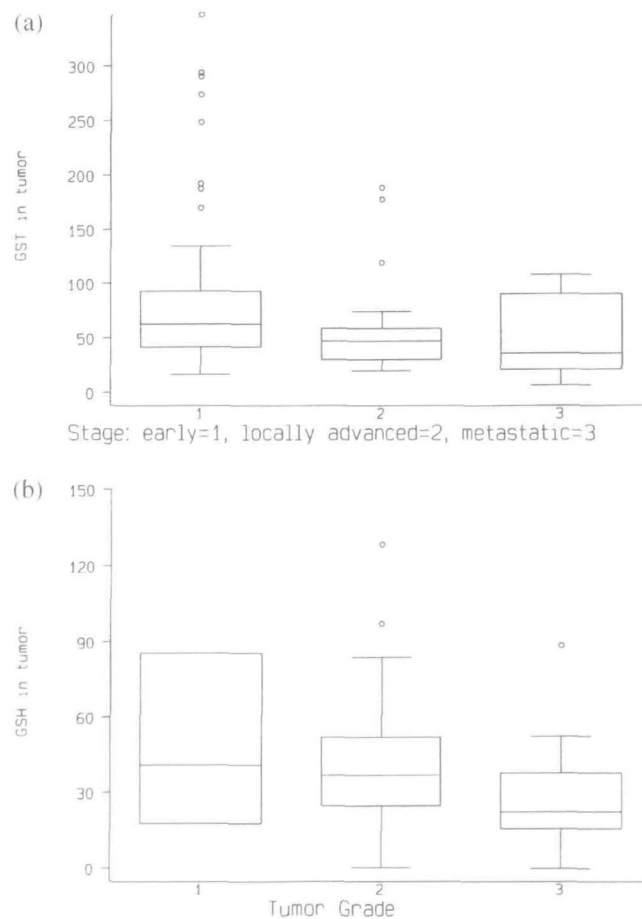 (a)
300
250
200
150
100
50
0
GST in tumor
1 2 3
Stage: early=1, locally advanced=2, metastatic=3
(b)
150
120
90
60
30
0
GSH in tumor
1 2 3
Tumor Grade